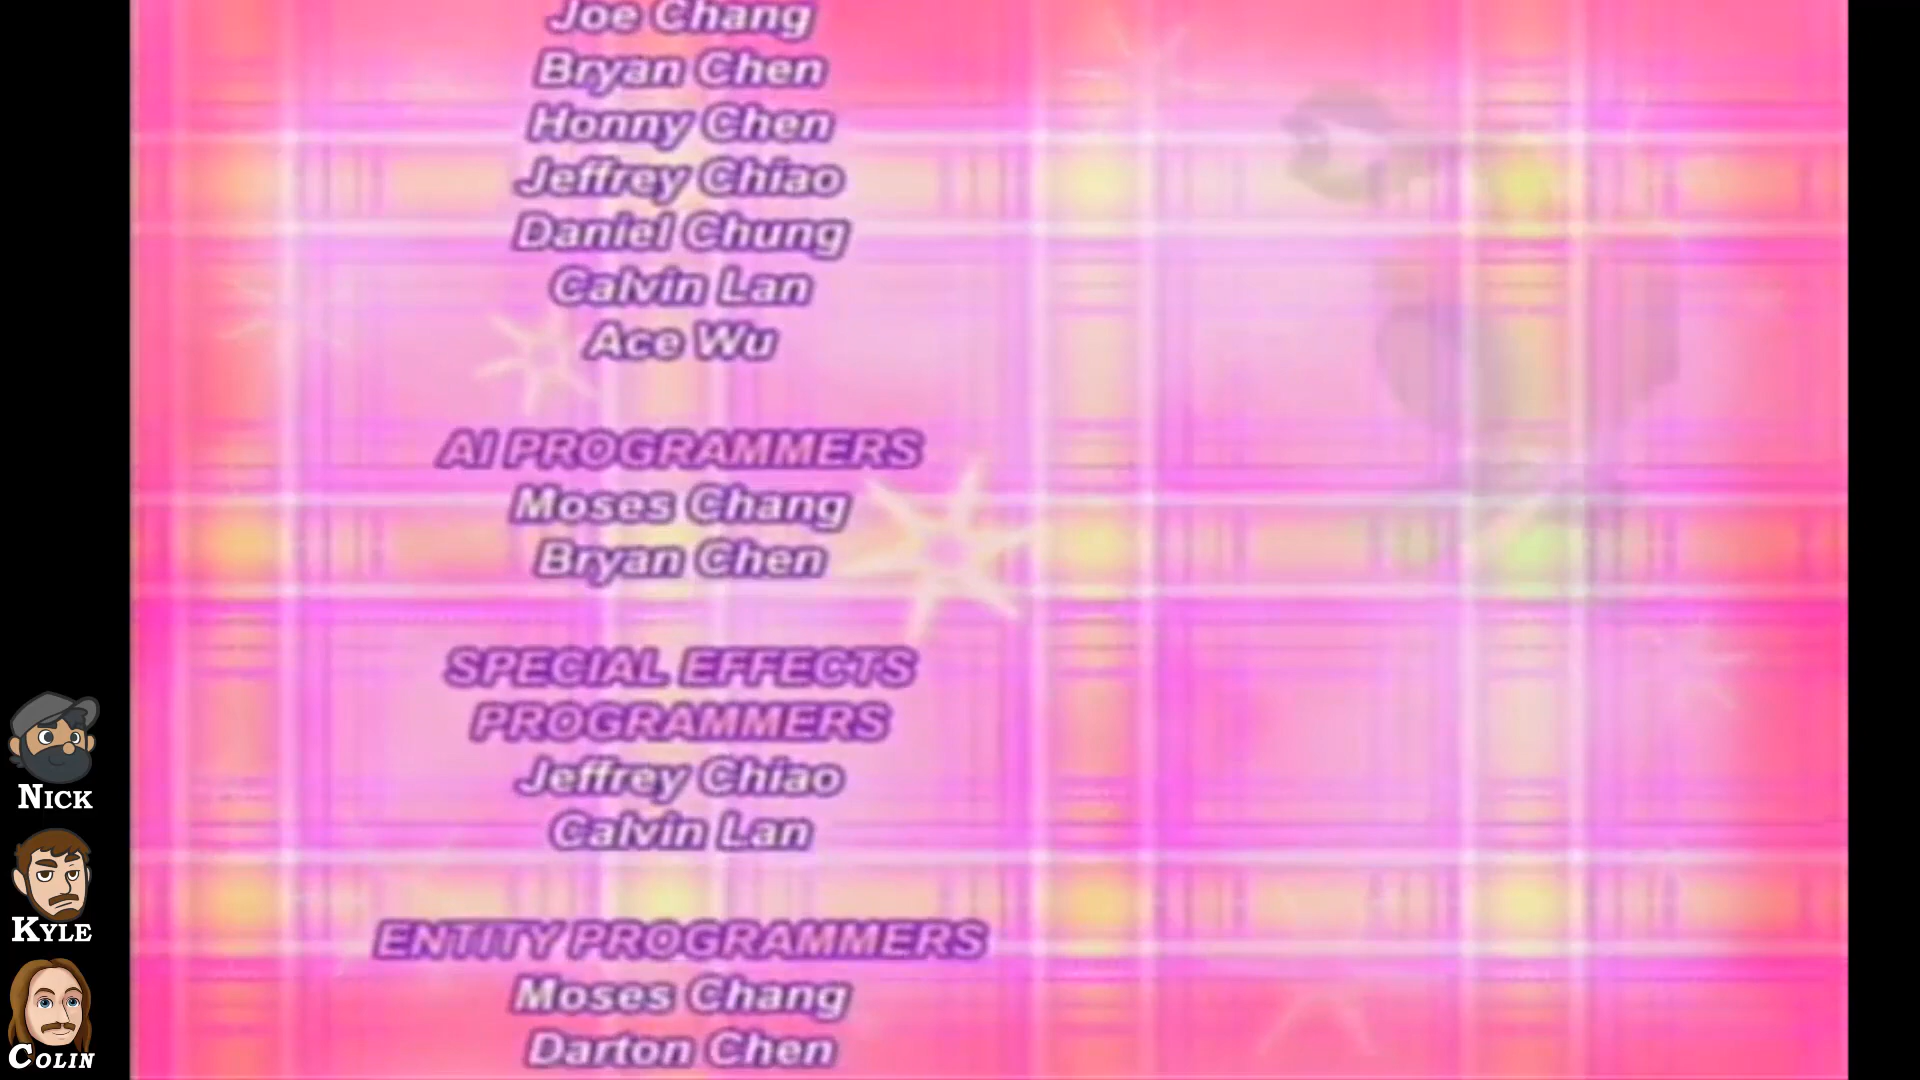 Joe Chang
Bryan Chen
Honny Chen
Jeffrey Chiao
Daniel Chung
Calvin Lan
Ace Wu
AI PROGRAMMERS
Moses Chang
Bryan Chen
SPECIAL EFFECTS
PROGRAMMERS
Jeffrey Chiao
Calvin Lan
ENTITY PROGRAMMERS
Moses Chang
Darton Chen
NICK
KYLE
COLIN